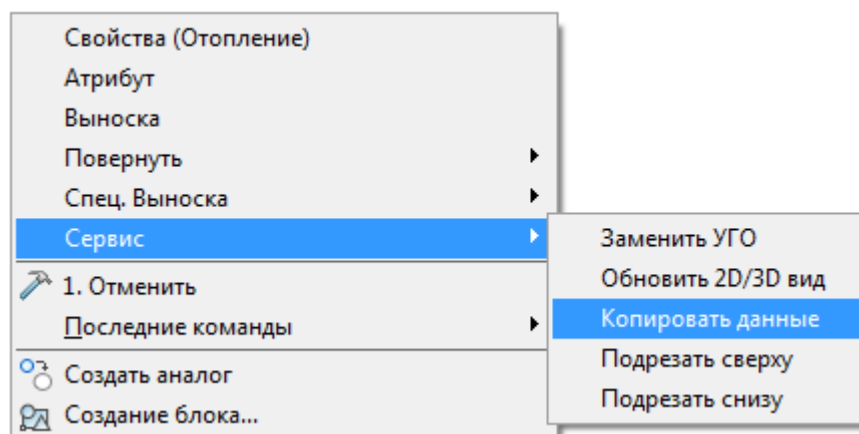 Свойства (Отопление)
Атрибут
Выноска
Повернуть
Спец. Выноска
Сервис
1. Отменить
Последние команды
Создать аналог
Создание блока...
Заменить УГО
Обновить 2D/3D вид
Копировать данные
Подрезать сверху
Подрезать снизу